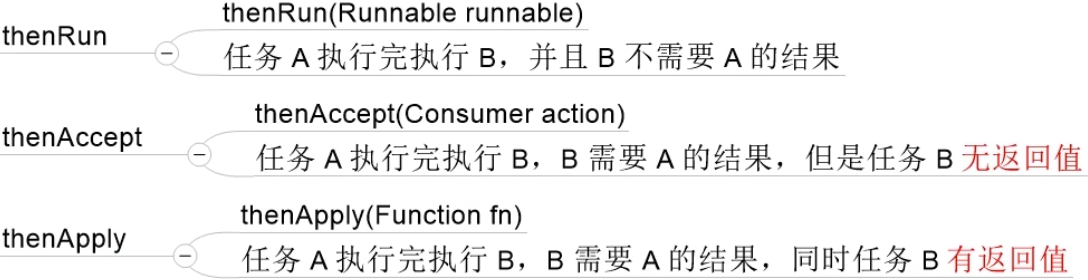 thenRun
thenRun(Runnable runnable)
任务 A 执行完执行 B，并且 B 不需要 A 的结果
thenAccept
thenAccept(Consumer action)
任务 A 执行完执行 B，B 需要 A 的结果，但是任务 B 无返回值
thenApply
thenApply(Function fn)
任务 A 执行完执行 B，B 需要 A 的结果，同时任务 B 有返回值